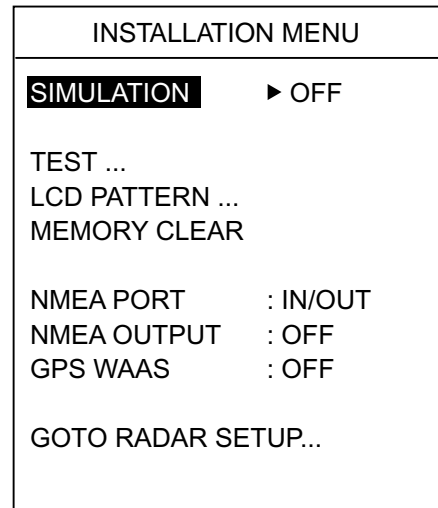 INSTALLATION MENU
SIMULATION ▶ OFF
TEST ...
LCD PATTERN ...
MEMORY CLEAR
NMEA PORT : IN/OUT
NMEA OUTPUT : OFF
GPS WAAS : OFF
GOTO RADAR SETUP...